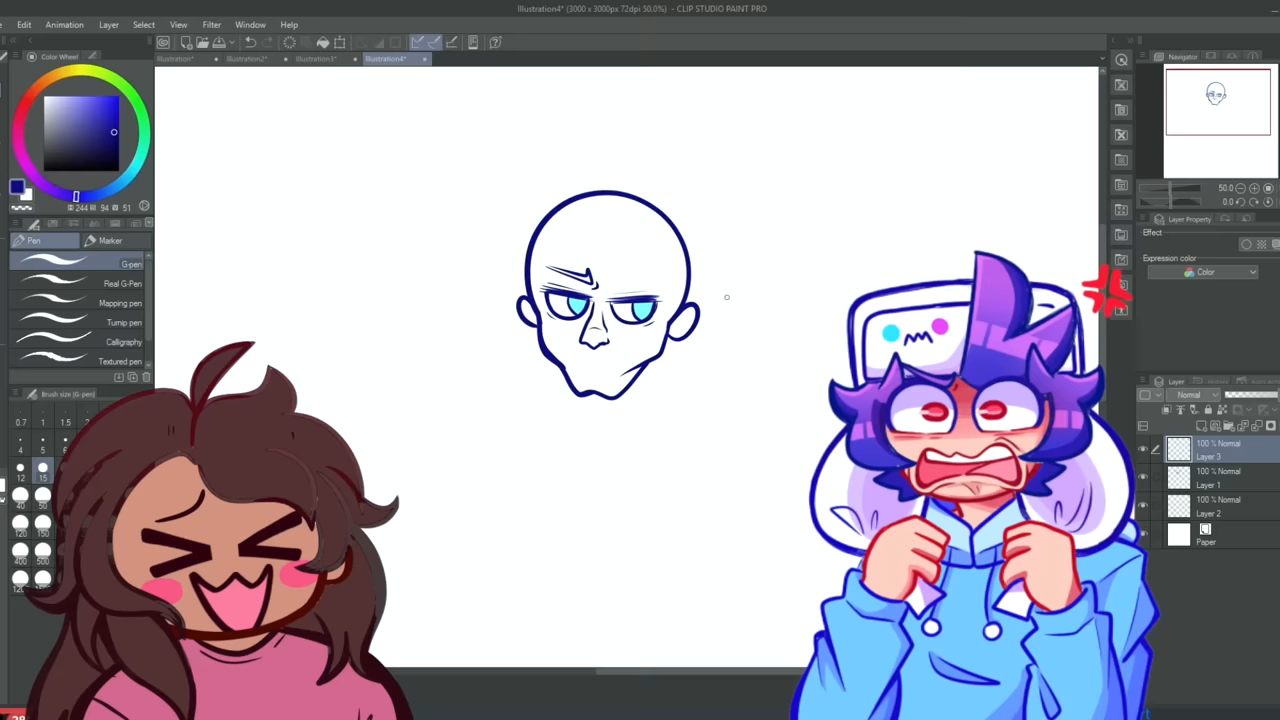 Illustration4* (3000 x 3000px 72dpi 50.0%) - CLIP STUDIO PAINT PRO
Edit Animation Layer Select View Filter Window Help
Color Wheel
Illustration* Illustration2* Illustration3* Illustration4*
Navigator
50.0
0.0
244 94 51
Pen Marker
G-pen
Real G-Pen
Mapping pen
Turnip pen
Calligraphy
Textured pen
Brush size [G-pen]
0.7 1 1.5
4 5 6
12 15
40 50
120 150
400 500
Layer Property
Effect
Expression color
Color
Layer
Normal
100 % Normal
Layer 3
100 % Normal
Layer 1
100 % Normal
Layer 2
Paper